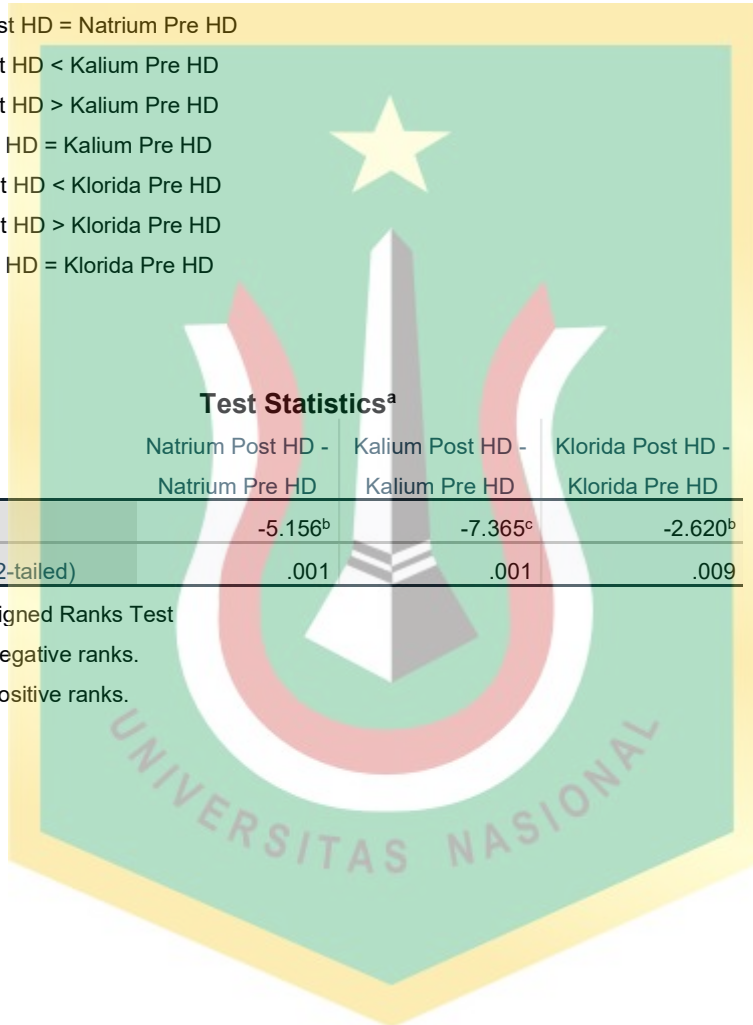 st HD = Natrium Pre HD
t HD < Kalium Pre HD
t HD > Kalium Pre HD
HD = Kalium Pre HD
t HD < Klorida Pre HD
t HD > Klorida Pre HD
HD = Klorida Pre HD
Test Statisticsᵃ
Natrium Post HD - Kalium Post HD - Klorida Post HD -
Natrium Pre HD Kalium Pre HD Klorida Pre HD
-5.156ᵇ -7.365ᶜ -2.620ᵇ
2-tailed) .001 .001 .009
igned Ranks Test
egative ranks.
ositive ranks.
UNIVERSITAS NASIONAL